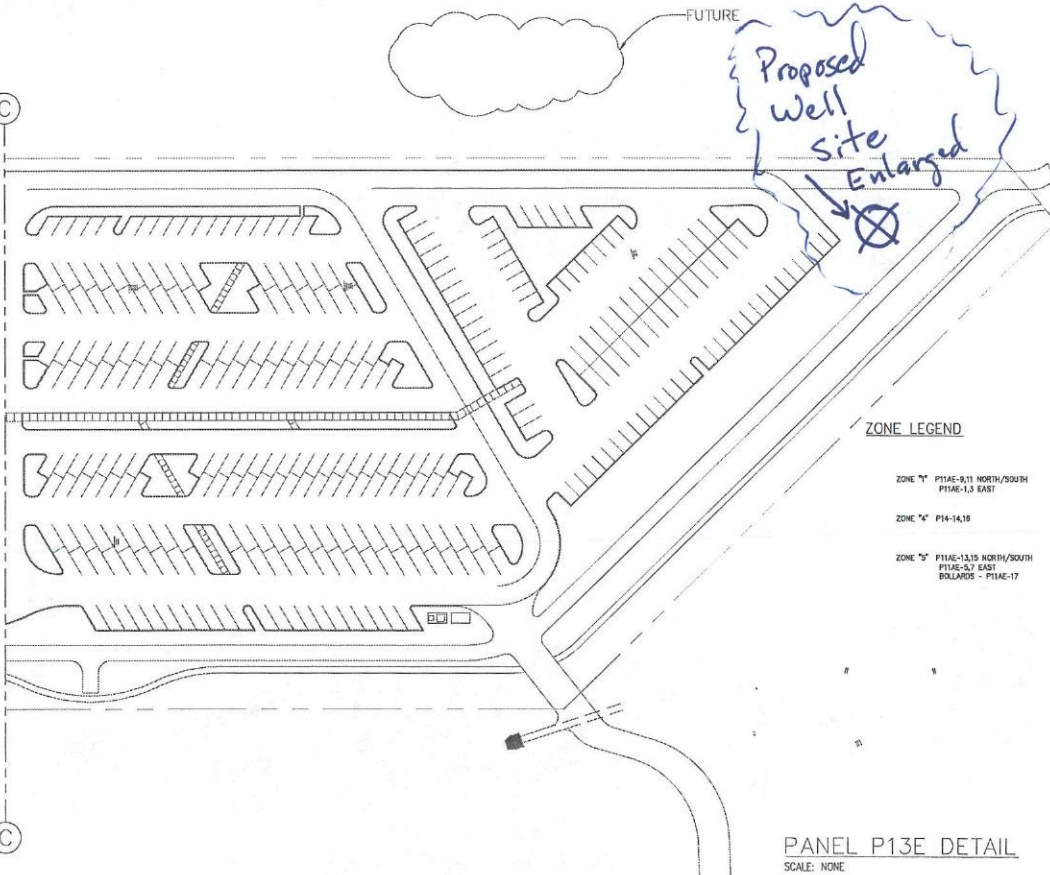 FUTURE
Proposed
Well
Site
Enlarged
C
ZONE LEGEND
ZONE "1" P11AE-9,11 NORTH/SOUTH
P11AE-1,3 EAST
ZONE "4" P14-14,16
ZONE "5" P11AE-13,15 NORTH/SOUTH
P11AE-5,7 EAST
BOLLARDS - P11AE-17
C
PANEL P13E DETAIL
SCALE: NONE